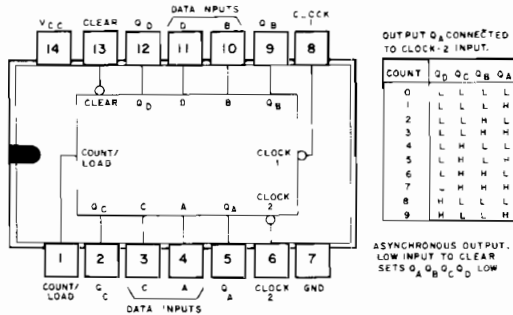 VCC CLEAR QD DATA INPUTS D B QB CLOCK 1
14 13 12 11 10 9 8
CLEAR QD D B QB
COUNT/ LOAD
CLOCK 1
CLOCK 2
QC C A QA
1 2 3 4 5 6 7
COUNT/ LOAD QC C A QA CLOCK 2 GND
DATA INPUTS
OUTPUT QA CONNECTED
TO CLOCK-2 INPUT.
COUNT QD QC QB QA
0 L L L L
1 L L L H
2 L L H L
3 L L H H
4 L H L L
5 L H L H
6 L H H L
7 H H H
8 H L L L
9 H L L H
ASYNCHRONOUS OUTPUT.
LOW INPUT TO CLEAR
SETS QA QB QC QD LOW